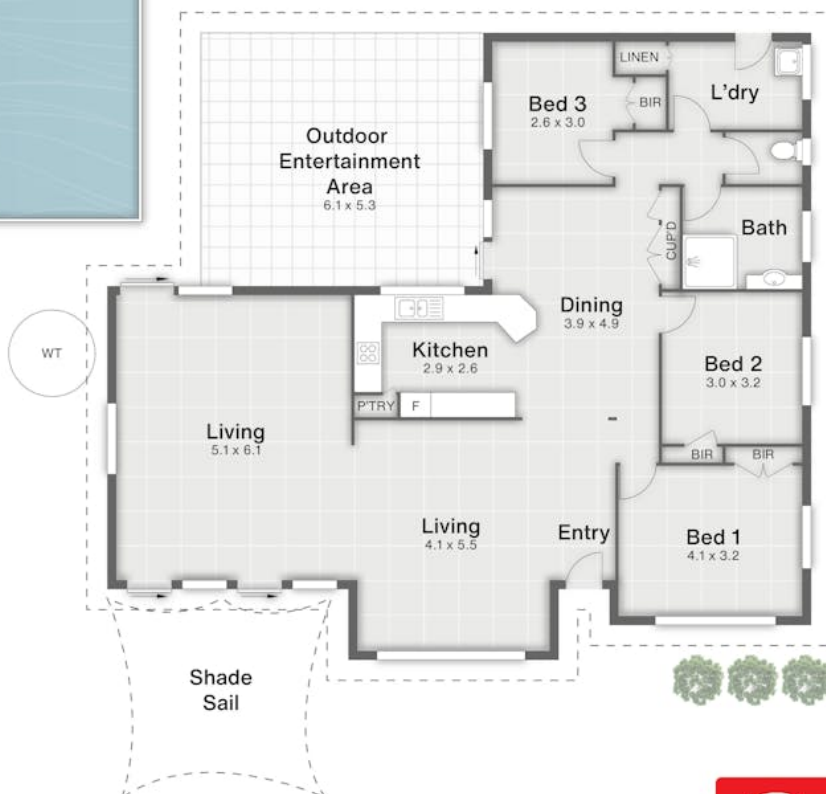 LINEN
Bed 3
2.6 x 3.0
BIR
L'dry
Outdoor
Entertainment
Area
6.1 x 5.3
CUP'D
Bath
Dining
3.9 x 4.9
WT
Kitchen
2.9 x 2.6
Bed 2
3.0 x 3.2
P'TRY
F
Living
5.1 x 6.1
BIR
BIR
Living
4.1 x 5.5
Entry
Bed 1
4.1 x 3.2
Shade
Sail